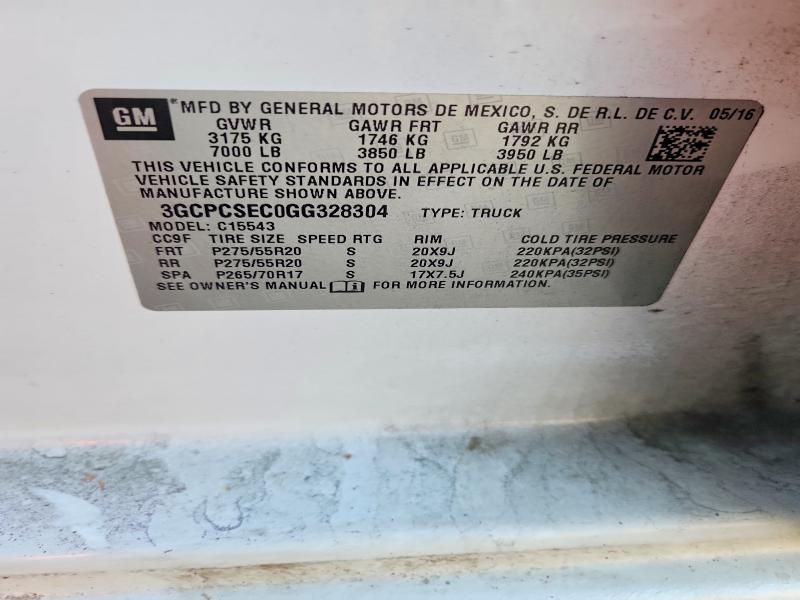 GM ® MFD BY GENERAL MOTORS DE MEXICO, S. DE R.L. DE C.V. 05/16
GVWR GAWR FRT GAWR RR
3175 KG 1746 KG 1792 KG
7000 LB 3850 LB 3950 LB
THIS VEHICLE CONFORMS TO ALL APPLICABLE U.S. FEDERAL MOTOR
VEHICLE SAFETY STANDARDS IN EFFECT ON THE DATE OF
MANUFACTURE SHOWN ABOVE.
3GCPCSEC0GG328304 TYPE: TRUCK
MODEL: C15543
CC9F TIRE SIZE SPEED RTG RIM COLD TIRE PRESSURE
FRT P275/55R20 S 20X9J 220KPA(32PSI)
RR P275/55R20 S 20X9J 220KPA(32PSI)
SPA P265/70R17 S 17X7.5J 240KPA(35PSI)
SEE OWNER'S MANUAL FOR MORE INFORMATION.